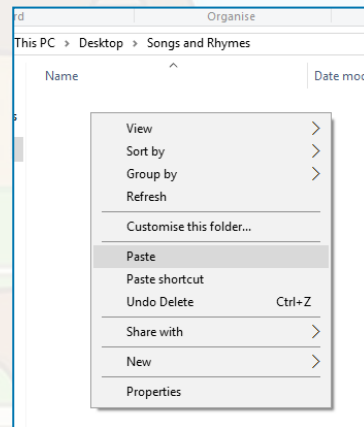 rd Organise
This PC > Desktop > Songs and Rhymes
Name Date mod
s
View
Sort by
Group by
Refresh
Customise this folder...
Paste
Paste shortcut
Undo Delete Ctrl+Z
Share with
New
Properties